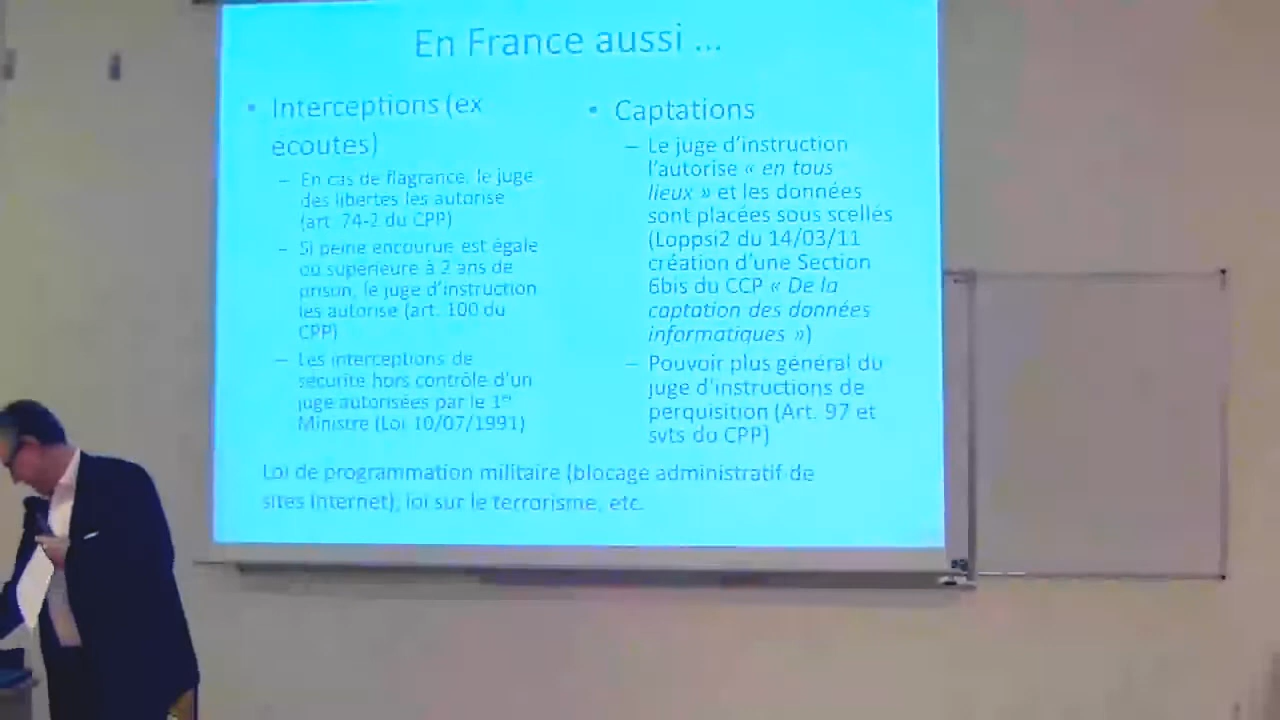 En France aussi ...
• Interceptions (ex
écoutes)
– En cas de flagrance, le juge
des libertés les autorise
(art. 74-2 du CPP)
– Si peine encourue est égale
ou supérieure à 2 ans de
prison, le juge d'instruction
les autorise (art. 100 du
CPP)
– Les interceptions de
sécurité hors contrôle d'un
juge autorisées par le 1er
Ministre (Loi 10/07/1991)
• Captations
– Le juge d'instruction
l'autorise « en tous
lieux » et les données
sont placées sous scellés
(Loppsi2 du 14/03/11
création d'une Section
6bis du CCP « De la
captation des données
informatiques »)
– Pouvoir plus général du
juge d'instructions de
perquisition (Art. 97 et
svts du CPP)
Loi de programmation militaire (blocage administratif de
sites Internet), loi sur le terrorisme, etc.